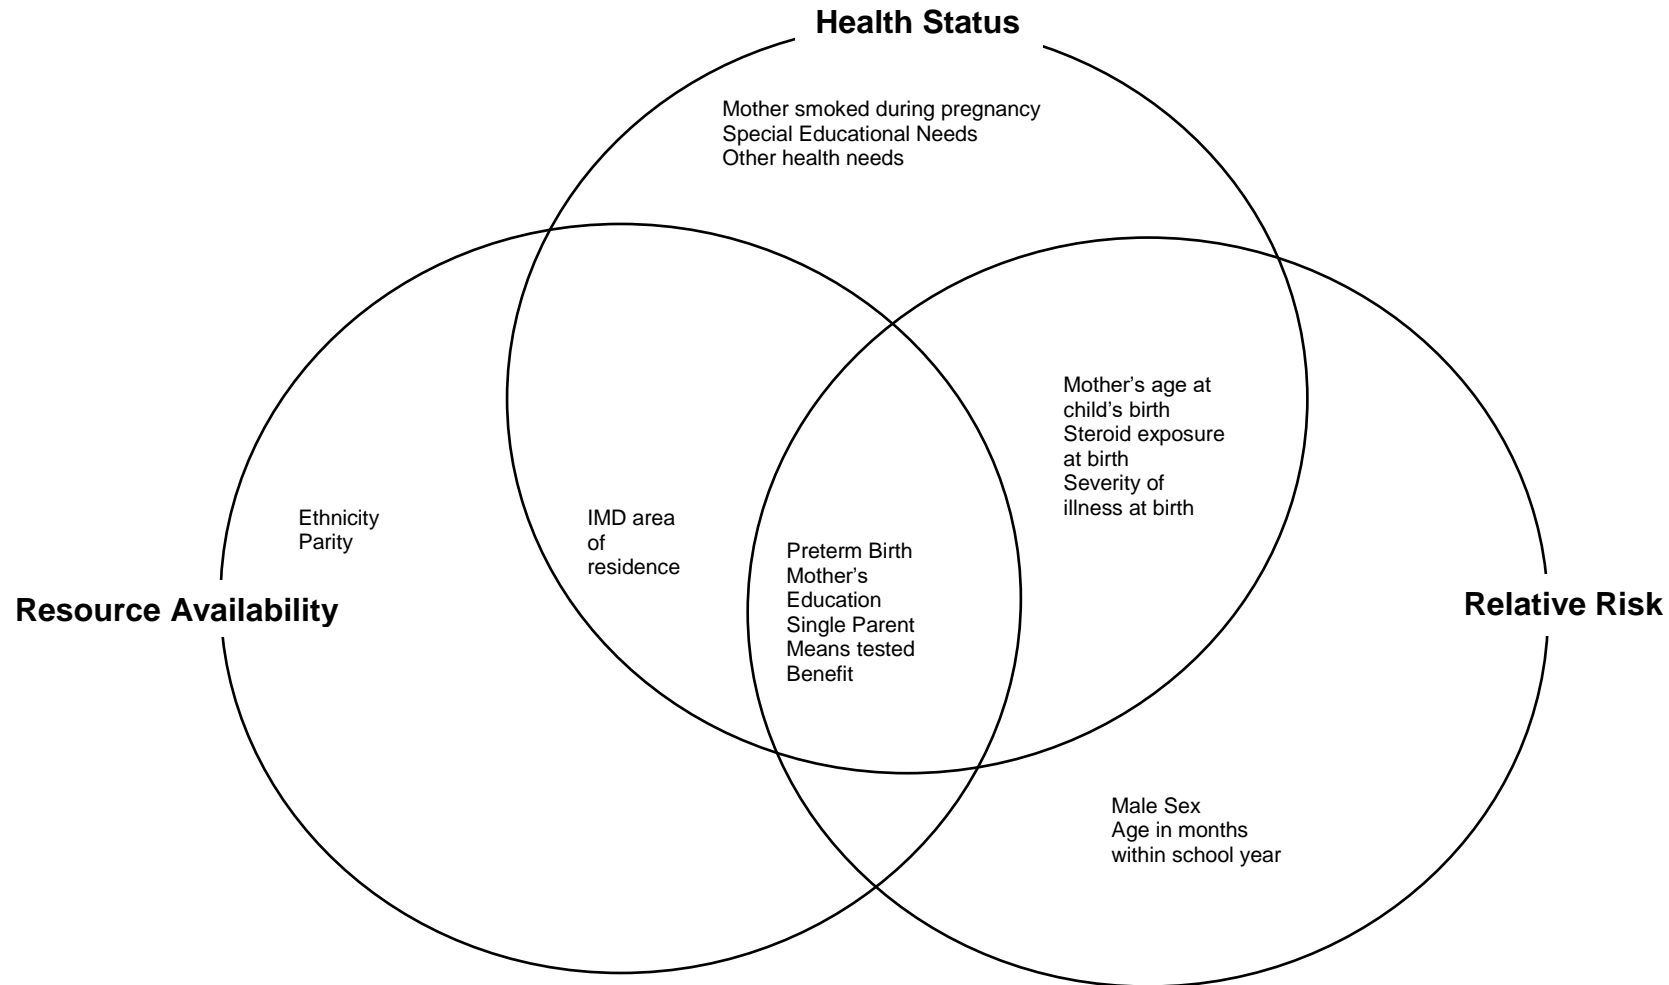 Health Status
Mother smoked during pregnancy
Special Educational Needs
Other health needs
Mother’s age at
child’s birth
Steroid exposure
at birth
Severity of
illness at birth
Ethnicity
Parity
IMD area
of
residence
Preterm Birth
Mother’s
Education
Single Parent
Means tested
Benefit
Resource Availability
Relative Risk
Male Sex
Age in months
within school year